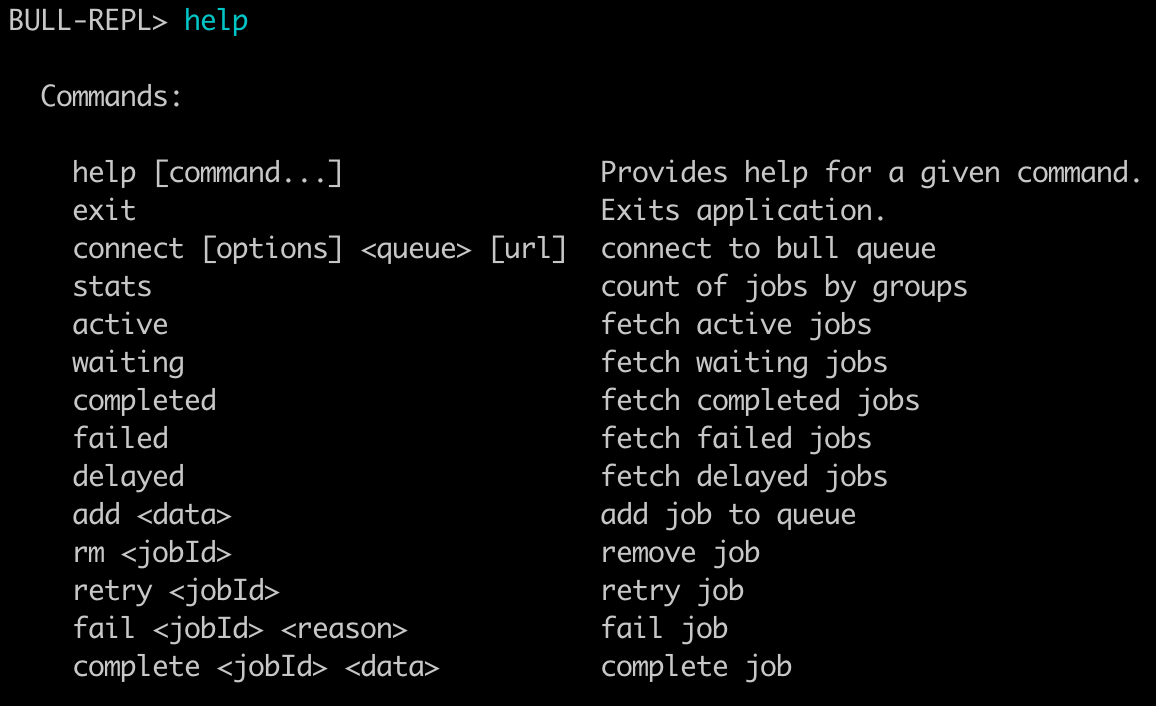 BULL-REPL> help
Commands:
help [command...] Provides help for a given command.
exit Exits application.
connect [options] <queue> [url] connect to bull queue
stats count of jobs by groups
active fetch active jobs
waiting fetch waiting jobs
completed fetch completed jobs
failed fetch failed jobs
delayed fetch delayed jobs
add <data> add job to queue
rm <jobId> remove job
retry <jobId> retry job
fail <jobId> <reason> fail job
complete <jobId> <data> complete job